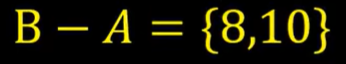 B − A = {8,10}